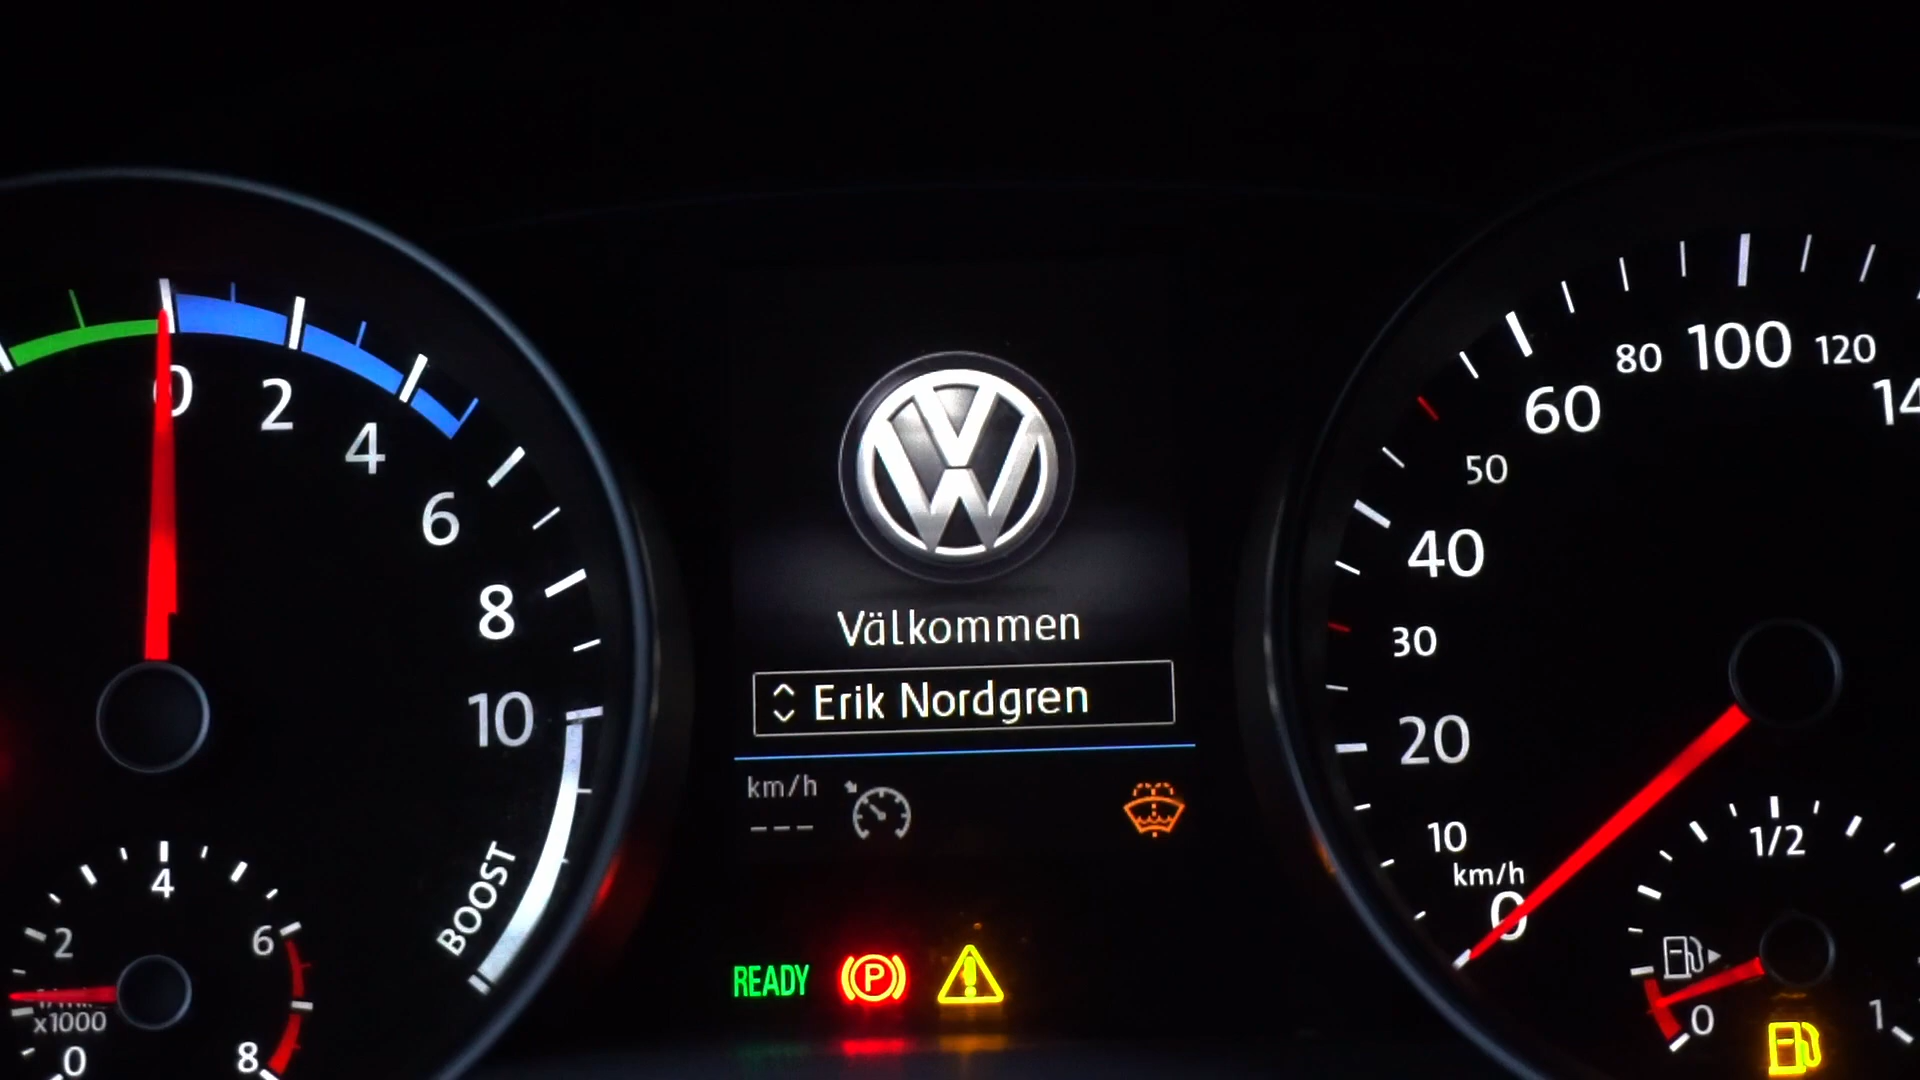 0 2 4 6 8 10
BOOST
2 4 6
x1000
0 8
Välkommen
Erik Nordgren
km/h
---
READY
P
10 20 30 40 50 60 80 100 120
km/h
0
1/2
0 1